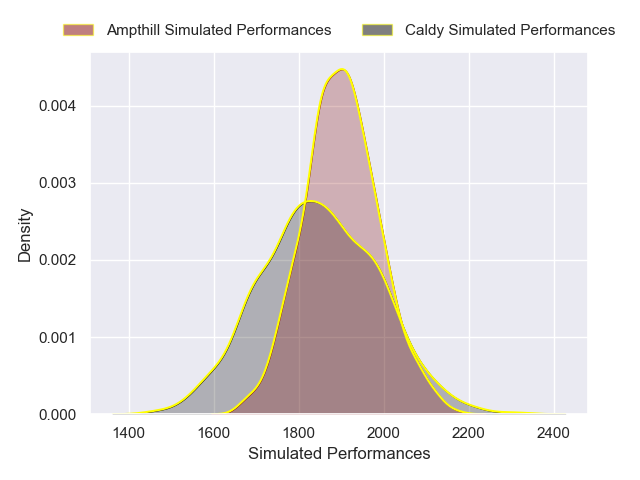 Ampthill Simulated Performances
Caldy Simulated Performances
Density
0.004
0.003
0.002
0.001
0.000
1400 1600 1800 2000 2200 2400
Simulated Performances